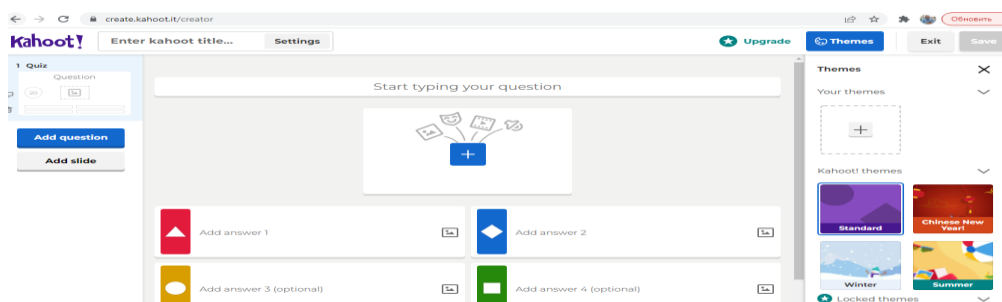 create.kahoot.it/creator
Обновить
Kahoot!
Enter kahoot title...
Settings
Upgrade
Themes
Exit
Save
1 Quiz
Question
20
Add question
Add slide
Start typing your question
Add answer 1
Add answer 2
Add answer 3 (optional)
Add answer 4 (optional)
Themes
Your themes
Kahoot! themes
Standard
Chinese New
Year!
Winter
Summer
Locked themes